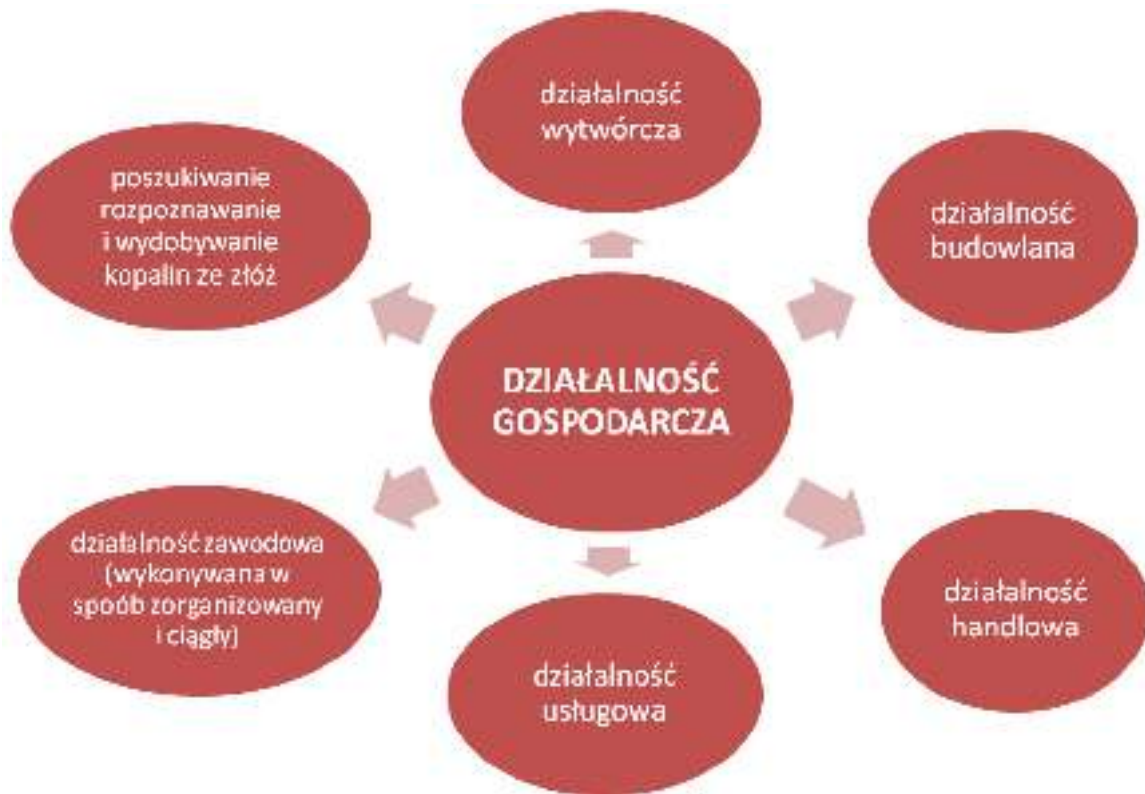 działalność
wytwórcza
poszukiwanie
rozpoznawanie
i wydobywanie
kopalin ze złóż
działalność
budowlana
DZIAŁALNOŚĆ
GOSPODARCZA
działalność zawodowa
(wykonywana w
spoób zorganizowany
i ciągły)
działalność
handlowa
działalność
usługowa